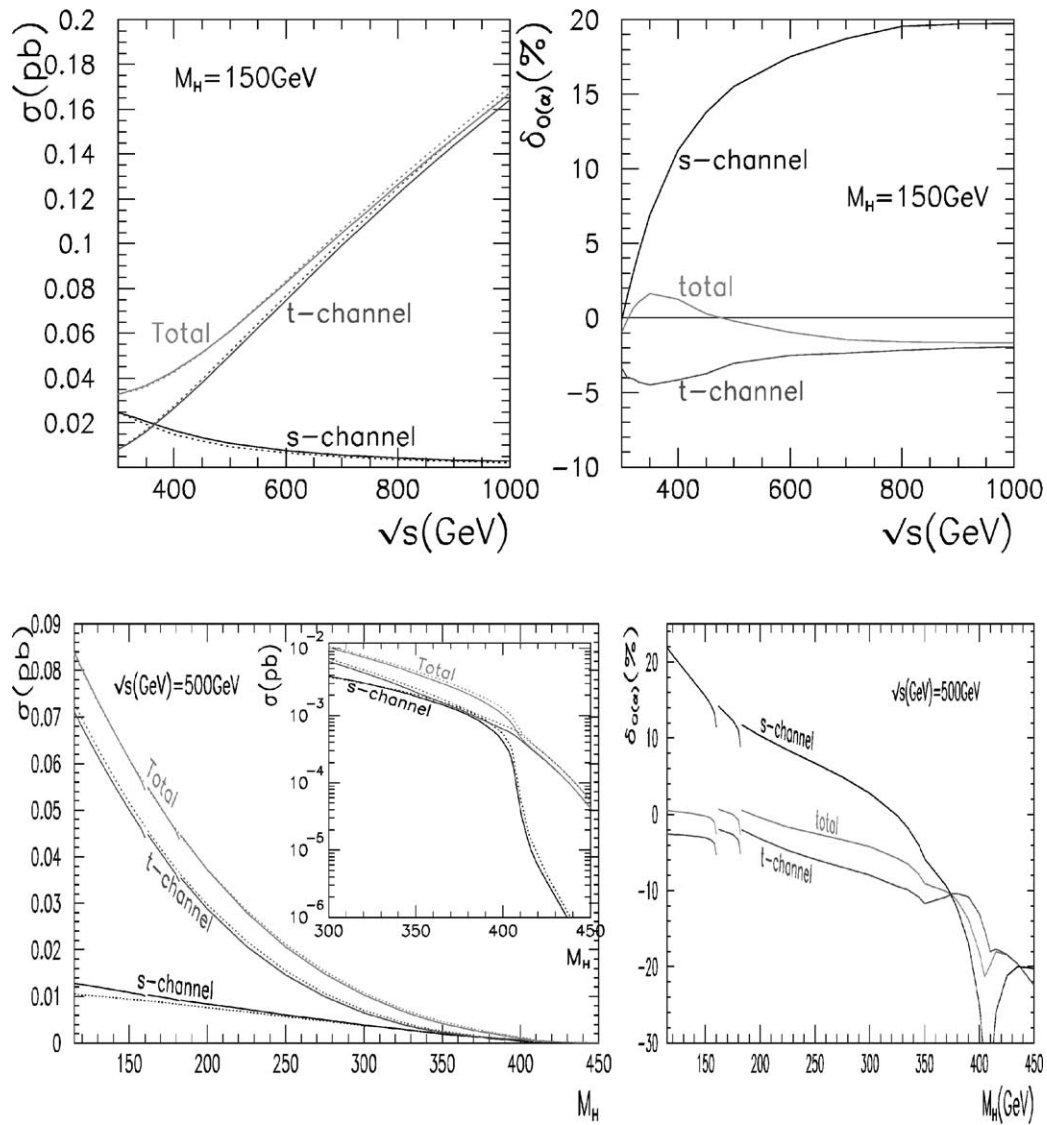 σ(pb)
0.2
0.18
0.16
0.14
0.12
0.1
0.08
0.06
0.04
0.02
M_H=150GeV
Total
t-channel
s-channel
400 600 800 1000
√s(GeV)
δ_O(α)(%)
20
15
10
5
0
-5
-10
s-channel
M_H=150GeV
total
t-channel
400 600 800 1000
√s(GeV)
σ(pb)
0.09
0.08
0.07
0.06
0.05
0.04
0.03
0.02
0.01
0
√s(GeV)=500GeV
Total
t-channel
s-channel
150 200 250 300 350 400 450
M_H
σ(pb)
10^-2
10^-3
10^-4
10^-5
10^-6
Total
s-channel
300 350 400 450
M_H
δ_O(α)(%)
20
10
0
-10
-20
-30
√s(GeV)=500GeV
s-channel
total
t-channel
150 200 250 300 350 400 450
M_H(GeV)